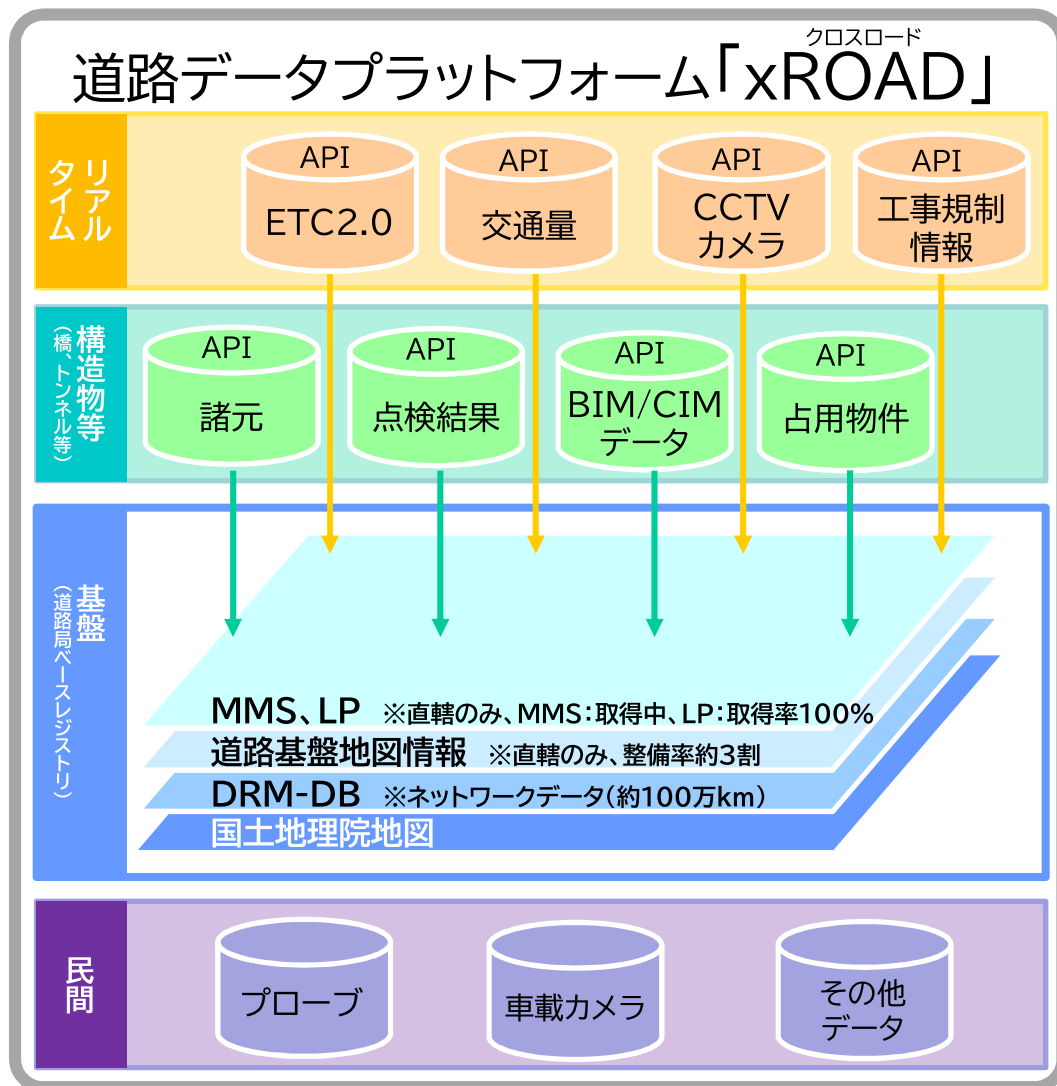 クロスロード
道路データプラットフォーム「xROAD」
リアル
タイム
API
ETC2.0
API
交通量
API
CCTV
カメラ
API
工事規制
情報
構造物等
（橋、トンネル等）
API
諸元
API
点検結果
API
BIM/CIM
データ
API
占用物件
基盤
（道路局ベースレジストリ）
MMS、LP ※直轄のみ、MMS：取得中、LP：取得率100%
道路基盤地図情報 ※直轄のみ、整備率約3割
DRM-DB ※ネットワークデータ（約100万km）
国土地理院地図
民間
プローブ
車載カメラ
その他
データ